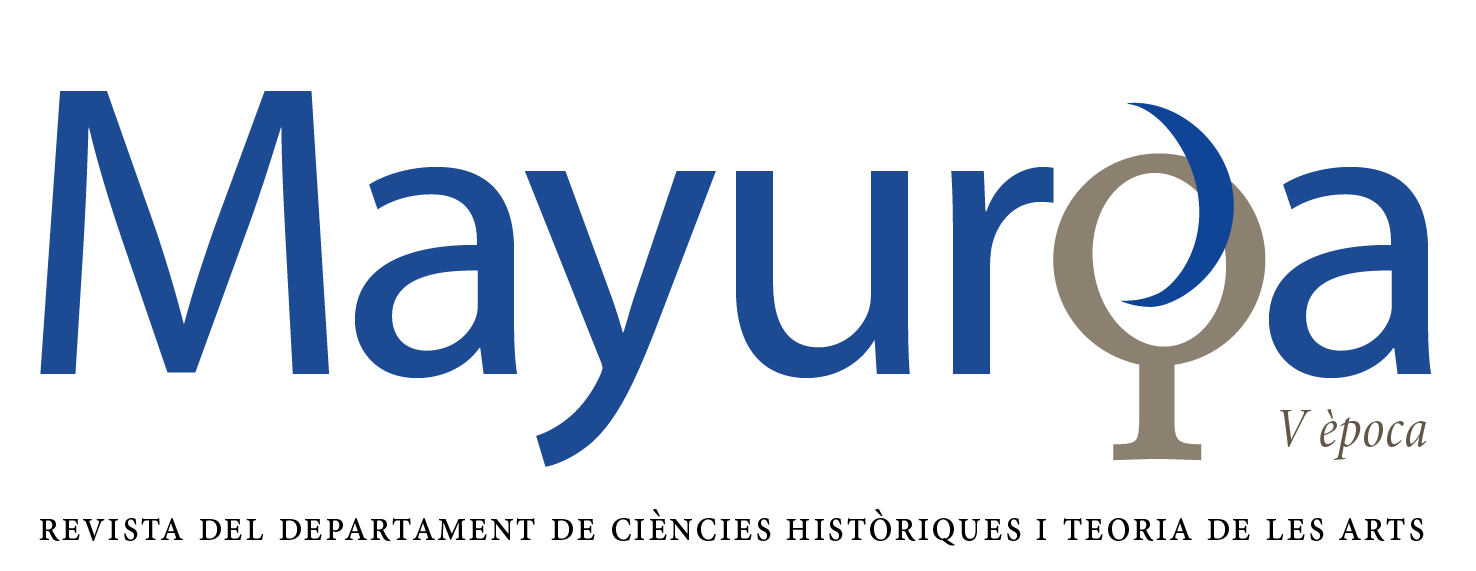 Mayurqa
V època
REVISTA DEL DEPARTAMENT DE CIÈNCIES HISTÒRIQUES I TEORIA DE LES ARTS